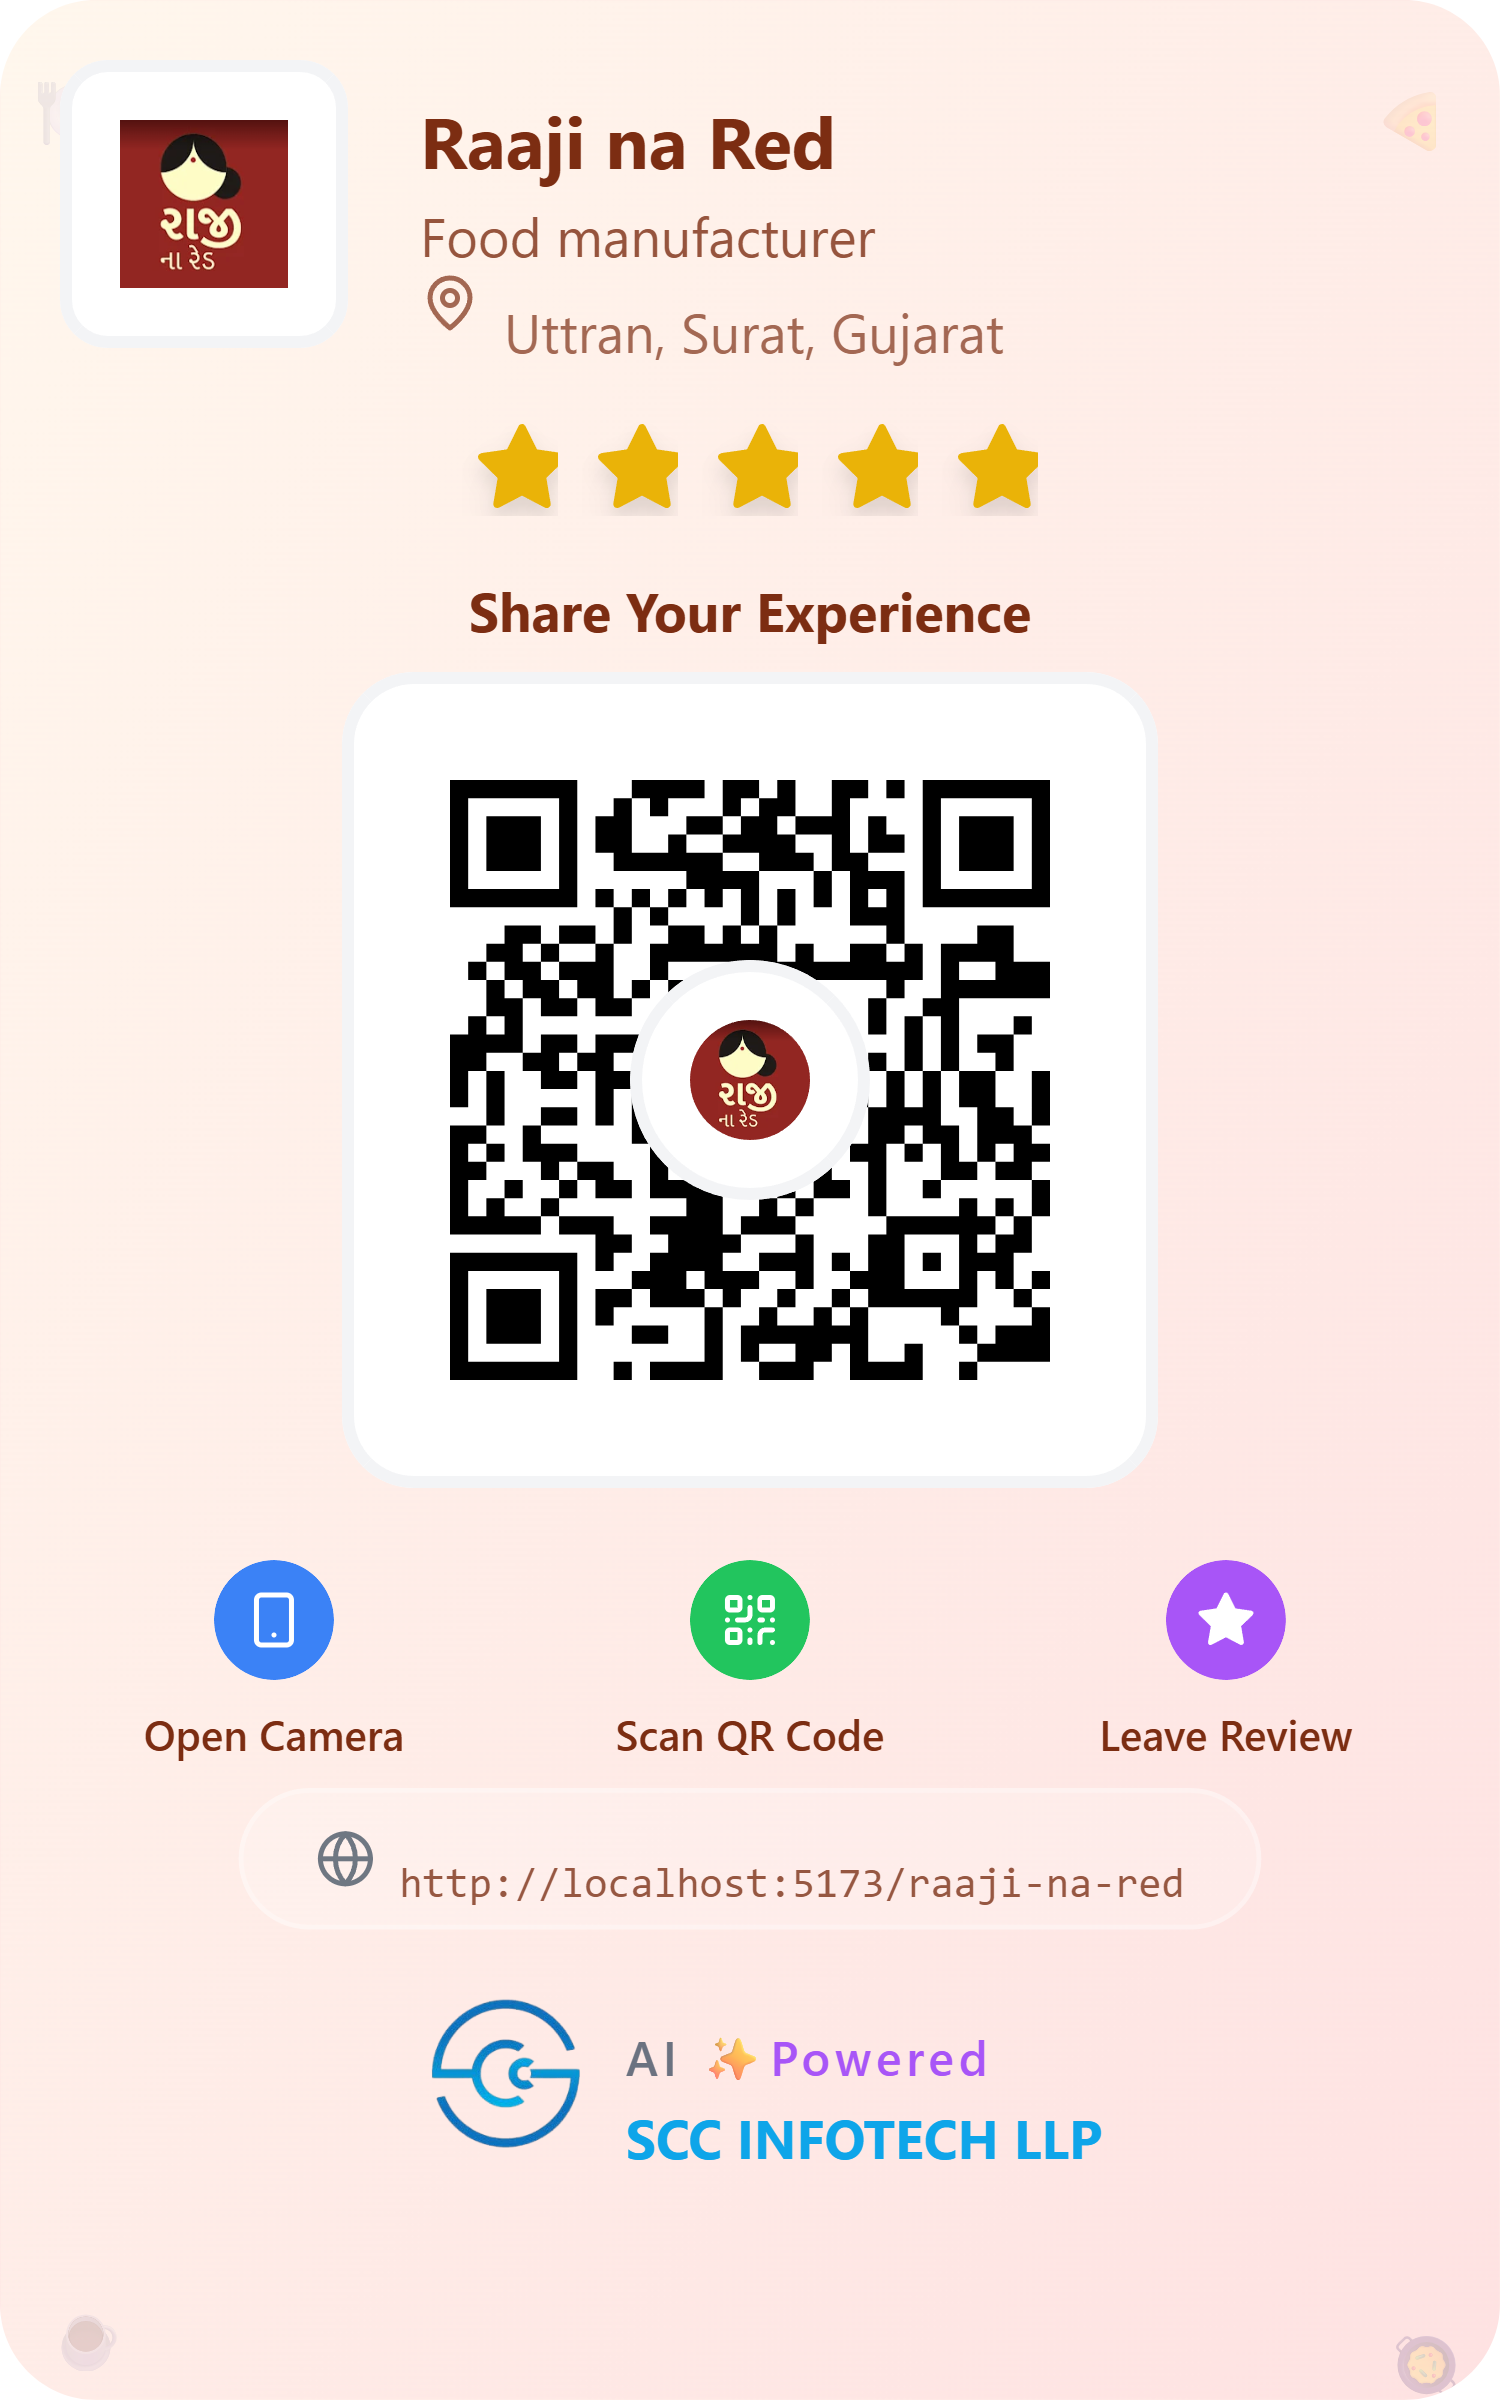 રાજી
ના રેડ
Raaji na Red
Food manufacturer
Uttran, Surat, Gujarat
Share Your Experience
રાજી
ના રેડ
Open Camera
Scan QR Code
Leave Review
http://localhost:5173/raaji-na-red
AI ✨ Powered
SCC INFOTECH LLP